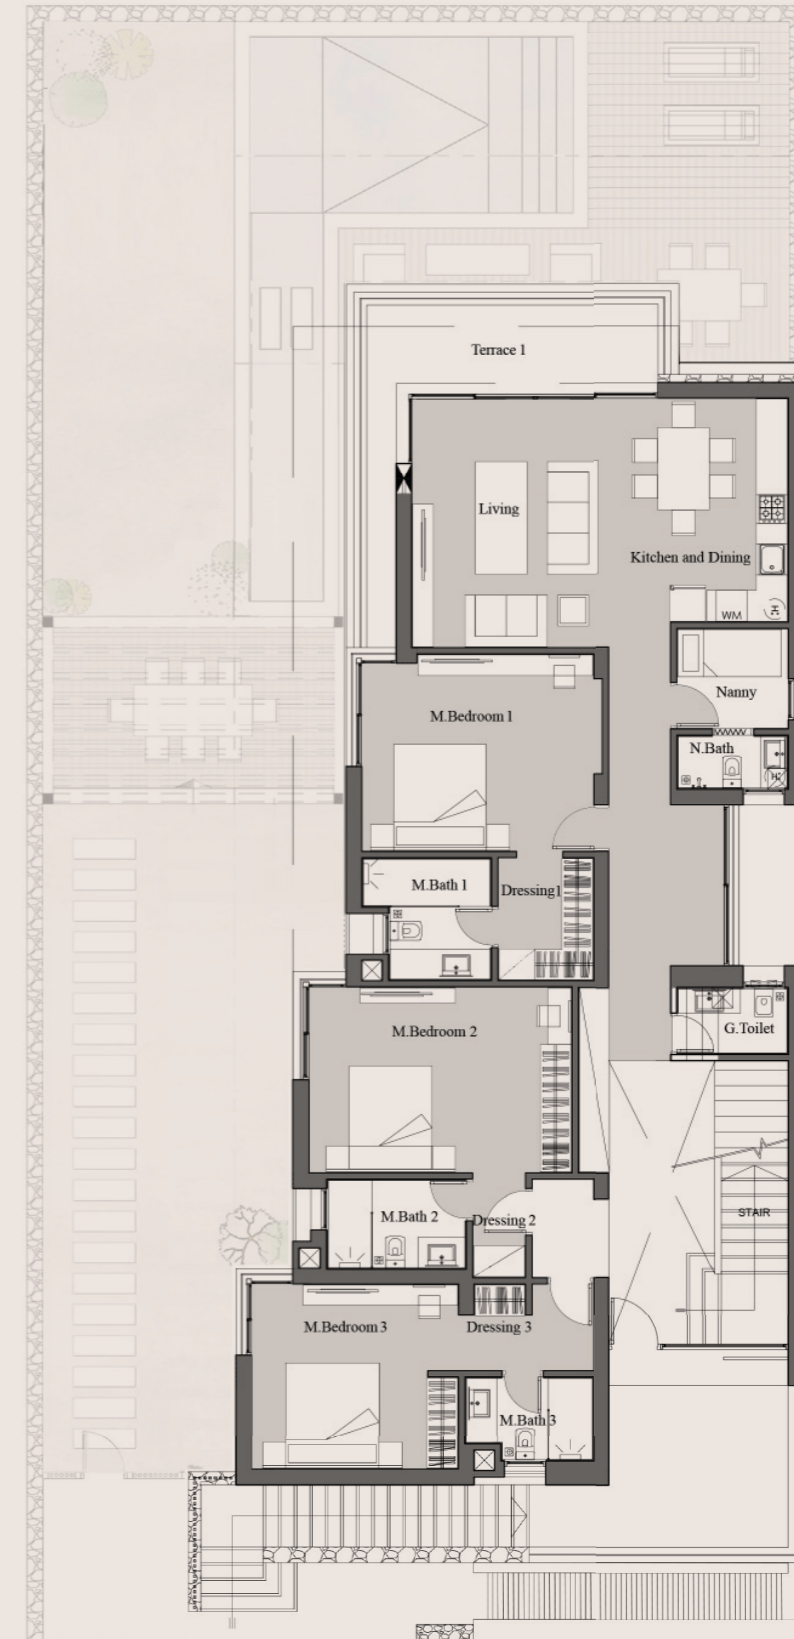 Terrace 1
Living
Kitchen and Dining
WM
Nanny
M.Bedroom 1
N.Bath
M.Bath 1
Dressing1
M.Bedroom 2
G.Toilet
M.Bath 2
Dressing 2
STAIR
M.Bedroom 3
Dressing 3
M.Bath 3